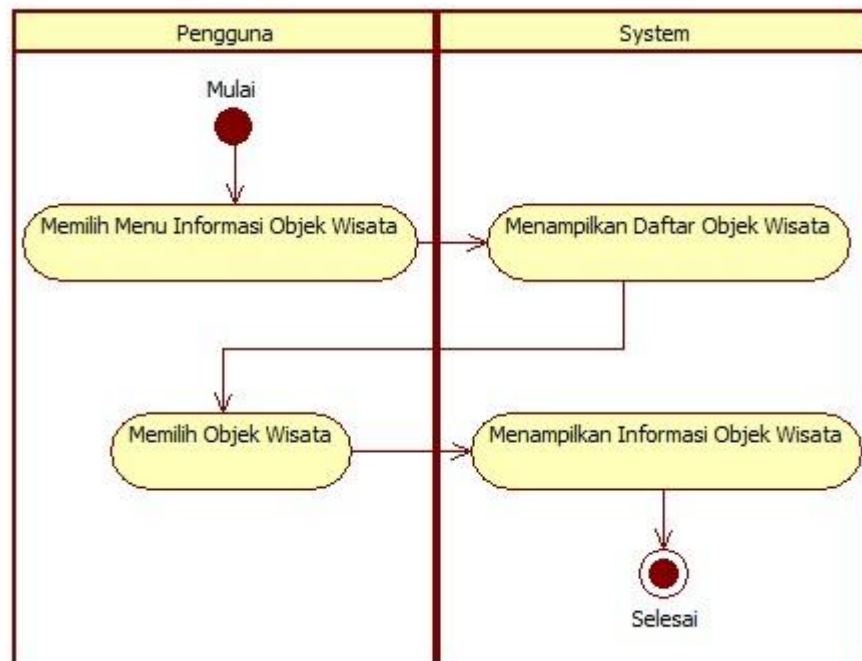 Pengguna
System
Mulai
Memilih Menu Informasi Objek Wisata
Menampilkan Daftar Objek Wisata
Memilih Objek Wisata
Menampilkan Informasi Objek Wisata
Selesai